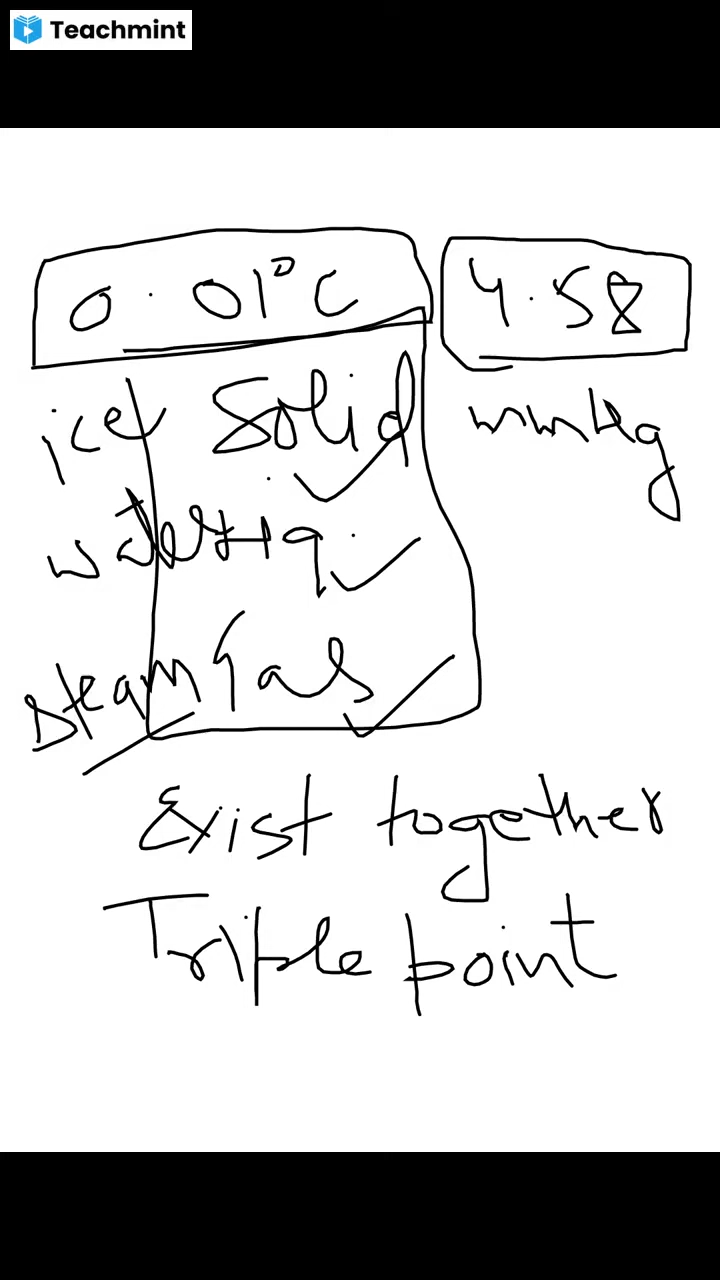 Teachmint
0.01°C 4.58
ice Solid mmHg
water liq.
steam Gas
Exist together
Triple point